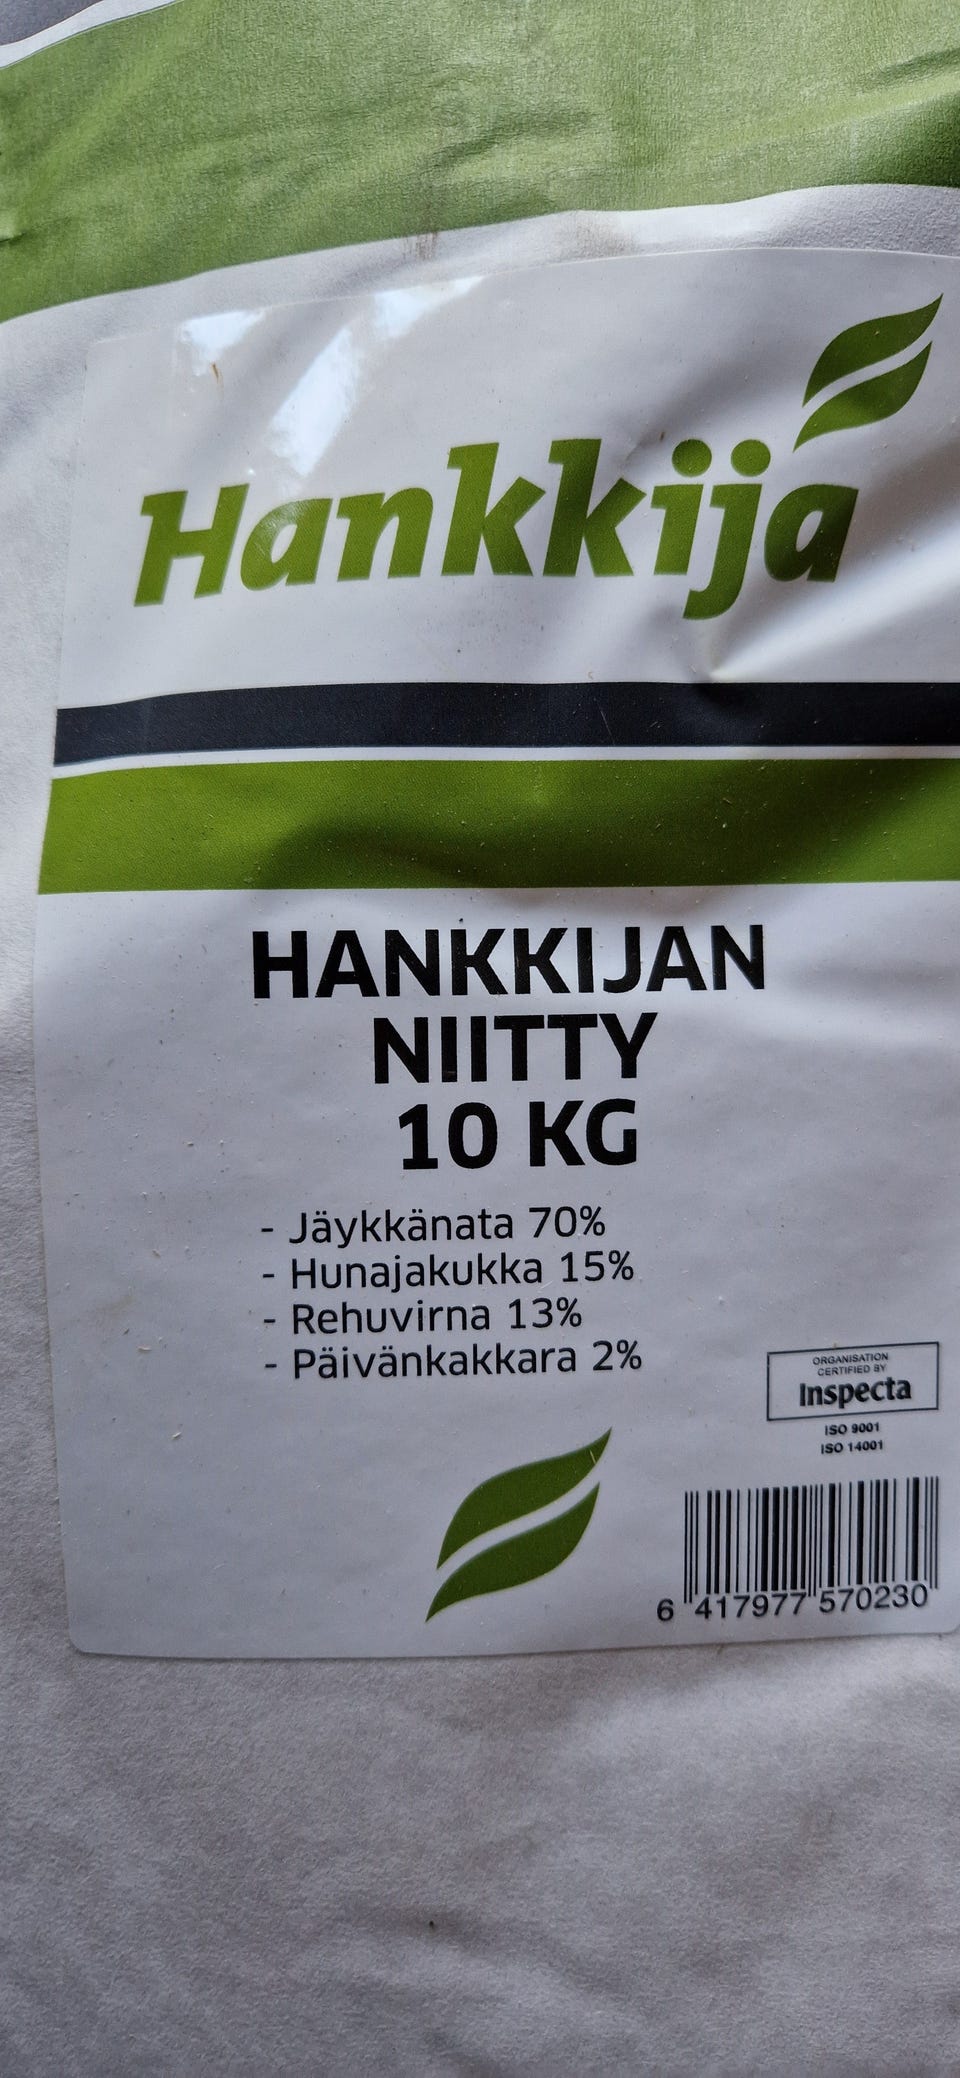 Hankkija
HANKKIJAN
NIITTY
10 KG
- Jäykkänata 70%
- Hunajakukka 15%
- Rehuvirna 13%
- Päivänkakkara 2%
ORGANISATION
CERTIFIED BY
Inspecta
ISO 9001
ISO 14001
6 417977 570230